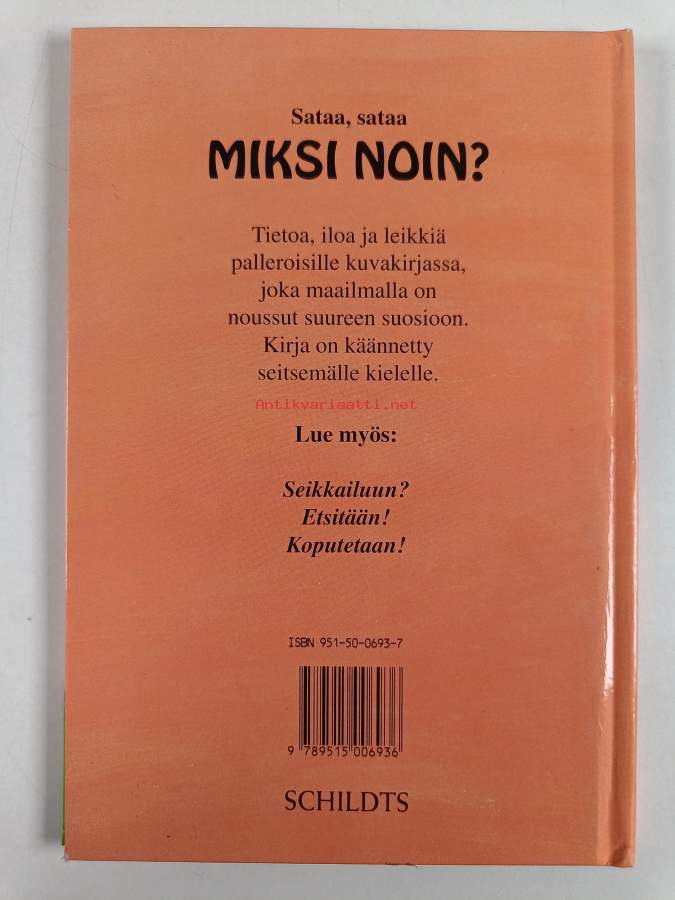 Sataa, sataa
MIKSI NOIN?
Tietoa, iloa ja leikkiä
palleroisille kuvakirjassa,
joka maailmalla on
noussut suureen suosioon.
Kirja on käännetty
seitsemälle kielelle.
Antikvariaatti.net
Lue myös:
Seikkailuun?
Etsitään!
Koputetaan!
ISBN 951-50-0693-7
9 789515 006936
SCHILDTS